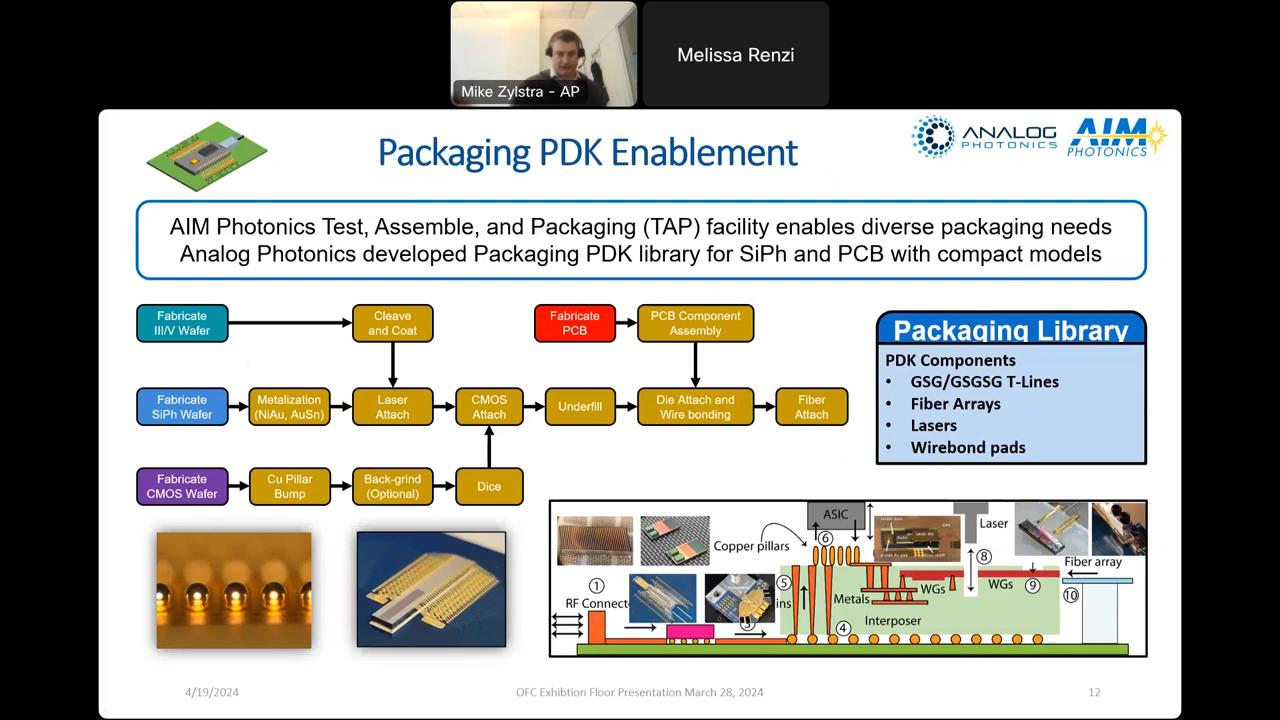 Mike Zylstra - AP
Melissa Renzi
Packaging PDK Enablement
ANALOG
PHOTONICS
AIM
PHOTONICS
AIM Photonics Test, Assemble, and Packaging (TAP) facility enables diverse packaging needs
Analog Photonics developed Packaging PDK library for SiPh and PCB with compact models
Fabricate
III/V Wafer
Cleave
and Coat
Fabricate
PCB
PCB Component
Assembly
Fabricate
SiPh Wafer
Metalization
(NiAu, AuSn)
Laser
Attach
CMOS
Attach
Underfill
Die Attach and
Wire bonding
Fiber
Attach
Fabricate
CMOS Wafer
Cu Pillar
Bump
Back-grind
(Optional)
Dice
Packaging Library
PDK Components
• GSG/GSGSG T-Lines
• Fiber Arrays
• Lasers
• Wirebond pads
ASIC
Laser
Copper pillars
6
8
Fiber array
1
5
WGs
WGs
9
10
RF Connecto
ins
Metals
3
4
Interposer
4/19/2024
OFC Exhibtion Floor Presentation March 28, 2024
12